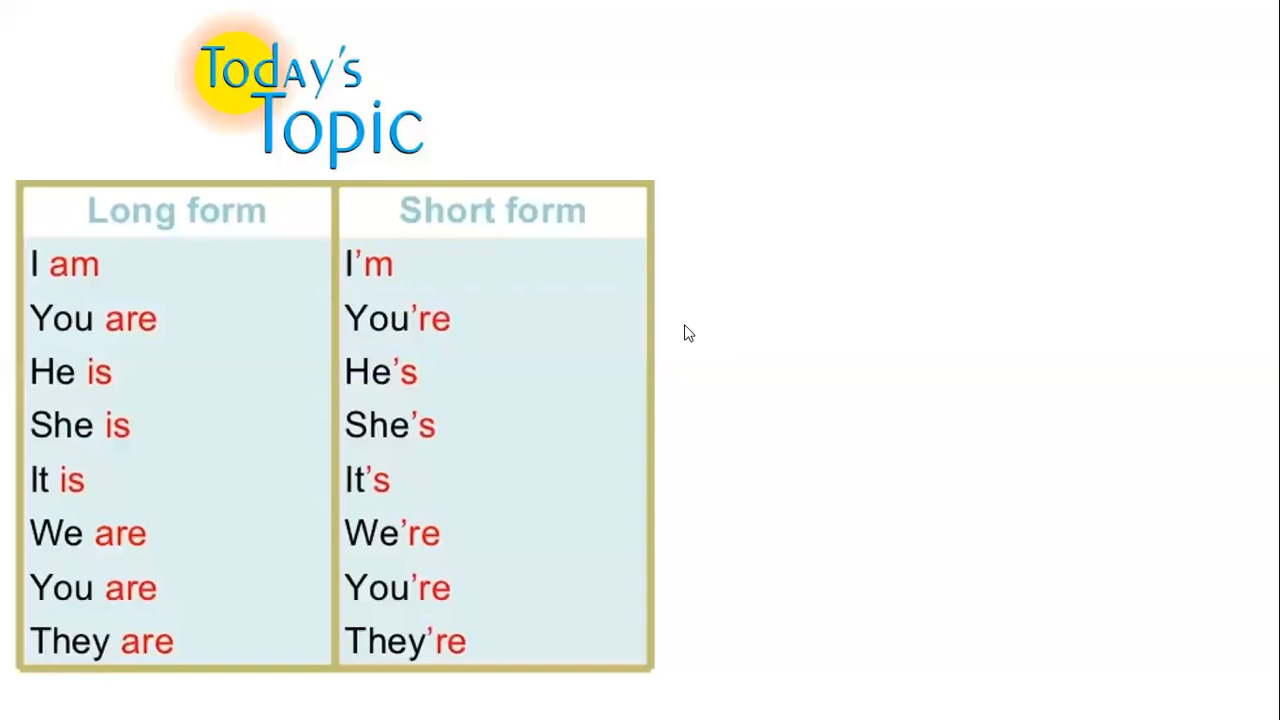 Today's
Topic
Long form Short form
I am I’m
You are You’re
He is He’s
She is She’s
It is It’s
We are We’re
You are You’re
They are They’re